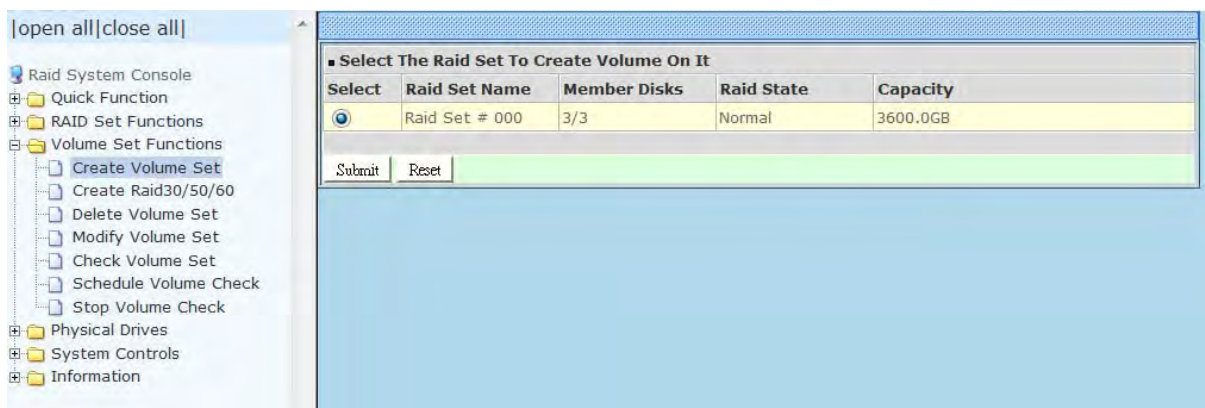 |open all|close all|
Raid System Console
Quick Function
RAID Set Functions
Volume Set Functions
Create Volume Set
Create Raid30/50/60
Delete Volume Set
Modify Volume Set
Check Volume Set
Schedule Volume Check
Stop Volume Check
Physical Drives
System Controls
Information
Select The Raid Set To Create Volume On It
Select Raid Set Name Member Disks Raid State Capacity
Raid Set # 000 3/3 Normal 3600.0GB
Submit Reset